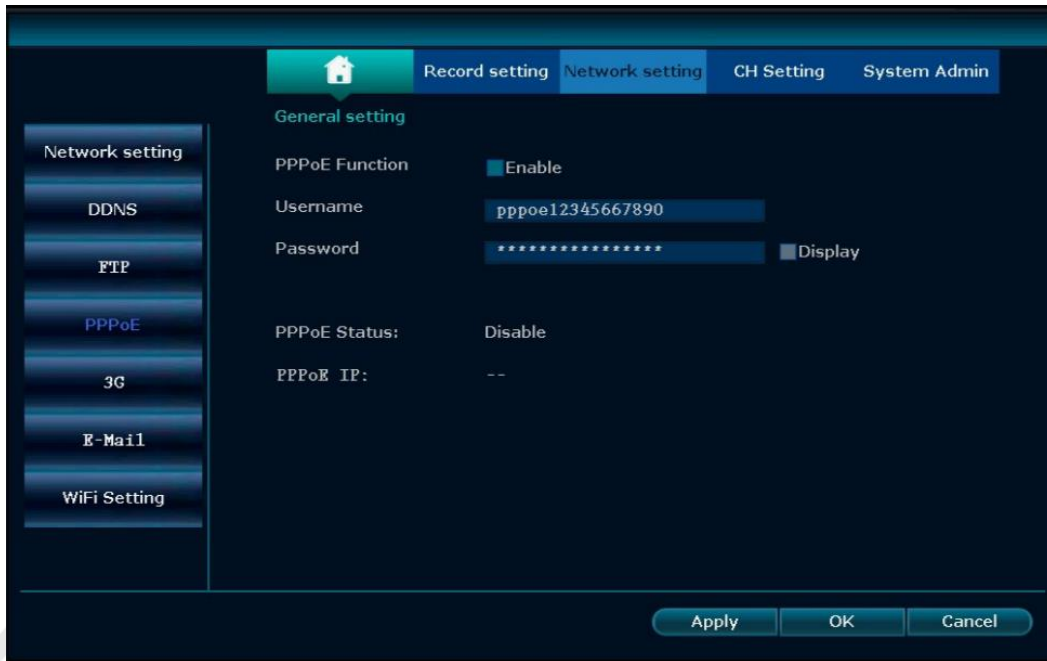 Record setting Network setting CH Setting System Admin
General setting
Network setting
DDNS
FTP
PPPoE
3G
E-Mail
WiFi Setting
PPPoE Function Enable
Username pppoe12345667890
Password **************** Display
PPPoE Status: Disable
PPPoE IP: --
Apply OK Cancel